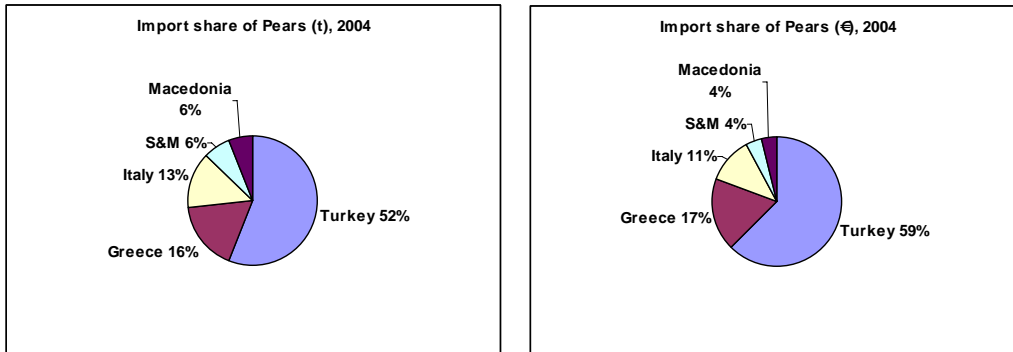 Import share of Pears (t), 2004
Macedonia
6%
S&M 6%
Italy 13%
Greece 16%
Turkey 52%
Import share of Pears (€), 2004
Macedonia
4%
S&M 4%
Italy 11%
Greece 17%
Turkey 59%